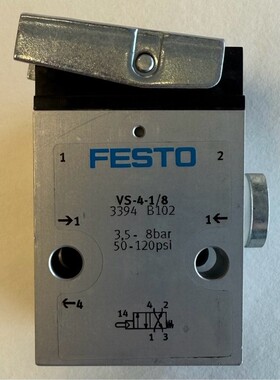 1 FESTO 2
VS-4-1/8
3394 B102
→1 1←
3,5- 8bar
50-120psi
←4
4 2
14
1 3